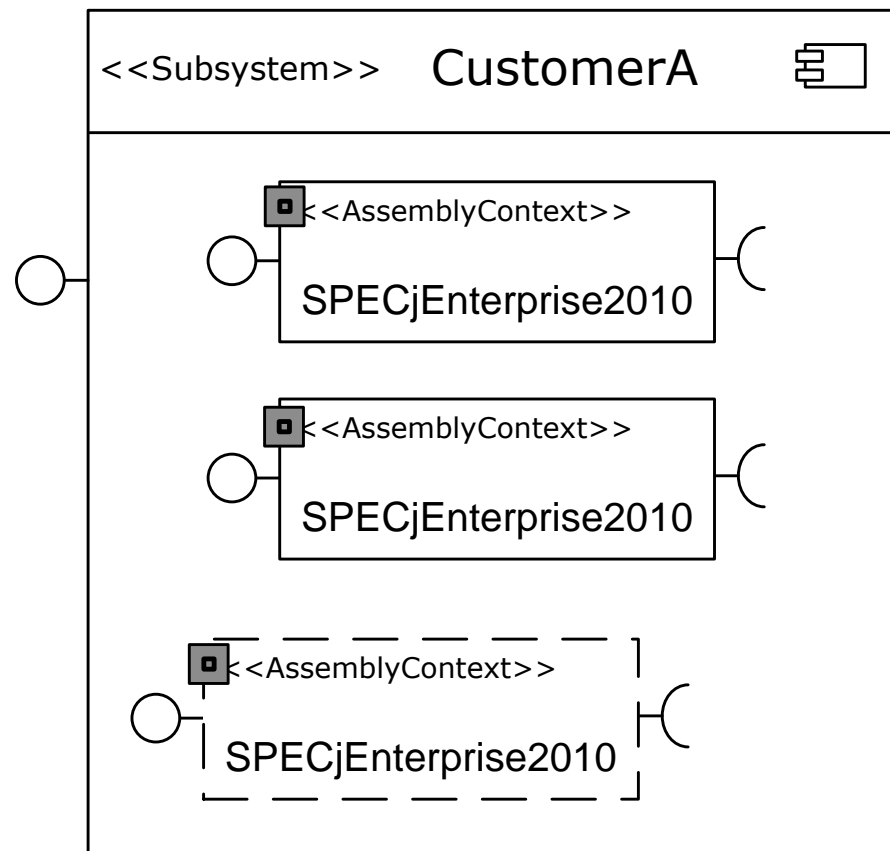 <<Subsystem>> CustomerA
<<AssemblyContext>>
SPECjEnterprise2010
<<AssemblyContext>>
SPECjEnterprise2010
<<AssemblyContext>>
SPECjEnterprise2010